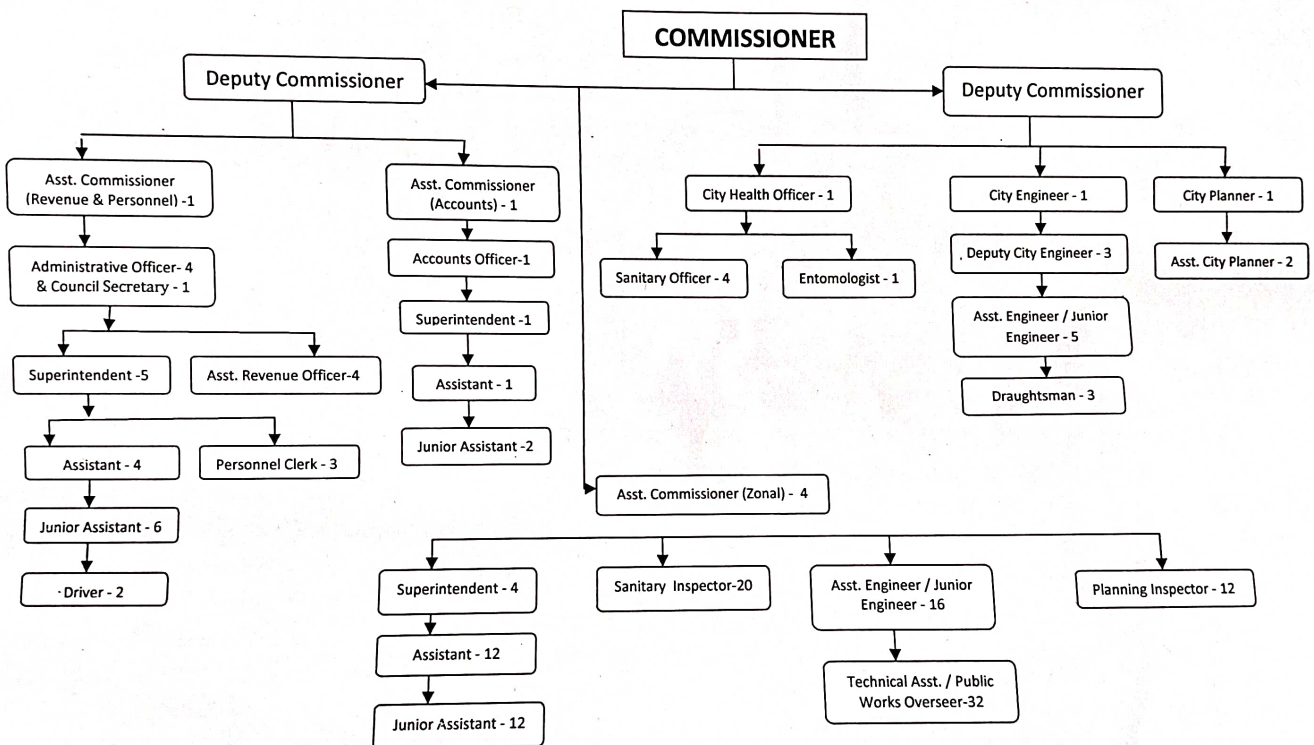 COMMISSIONER
Deputy Commissioner
Deputy Commissioner
Asst. Commissioner
(Revenue & Personnel) -1
Asst. Commissioner
(Accounts) - 1
City Health Officer - 1
City Engineer - 1
City Planner - 1
Administrative Officer- 4
& Council Secretary - 1
Accounts Officer-1
Sanitary Officer - 4
Entomologist - 1
Deputy City Engineer - 3
Asst. City Planner - 2
Superintendent -1
Asst. Engineer / Junior
Engineer - 5
Superintendent -5
Asst. Revenue Officer-4
Assistant - 1
Draughtsman - 3
Junior Assistant -2
Assistant - 4
Personnel Clerk - 3
Asst. Commissioner (Zonal) - 4
Junior Assistant - 6
Driver - 2
Superintendent - 4
Sanitary Inspector-20
Asst. Engineer / Junior
Engineer - 16
Planning Inspector - 12
Assistant - 12
Technical Asst. / Public
Works Overseer-32
Junior Assistant - 12